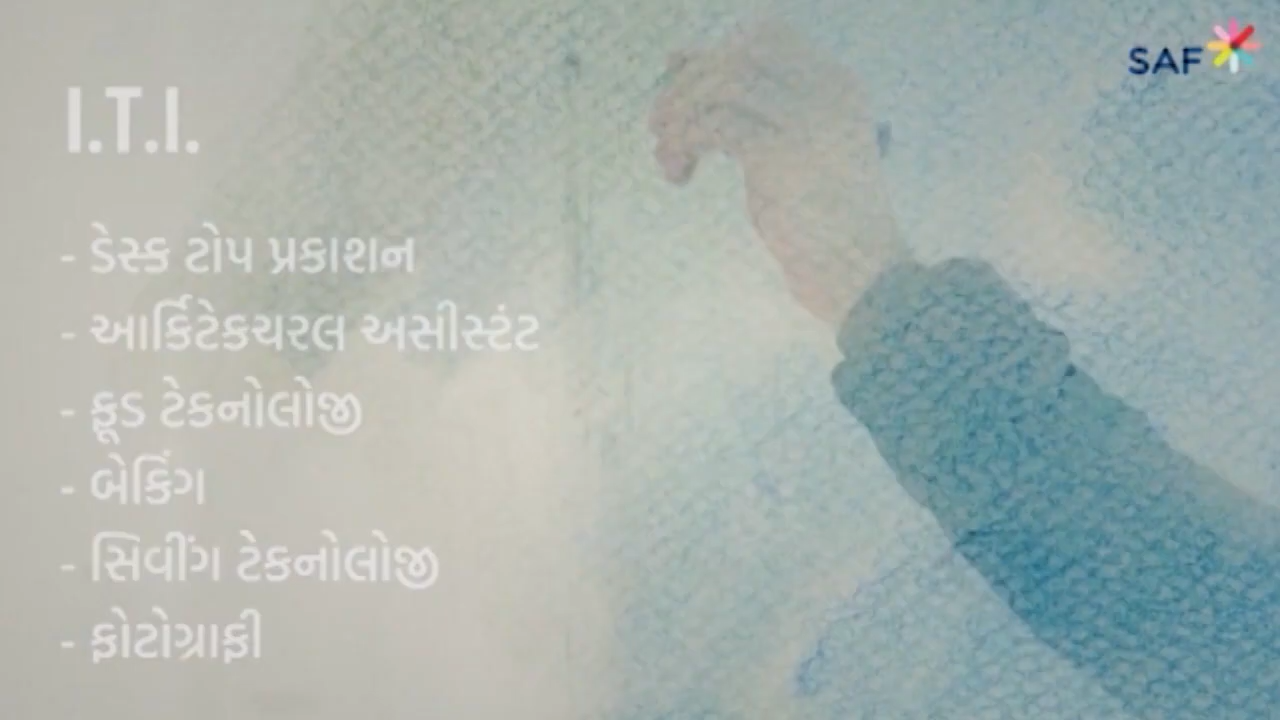 SAF
I.T.I.
- ડેસ્ક ટોપ પ્રકાશન
- આર્કિટેકચરલ અસીસ્ટંટ
- ફૂડ ટેકનોલોજી
- બેકિંગ
- સિવીંગ ટેકનોલોજી
- ફોટોગ્રાફી